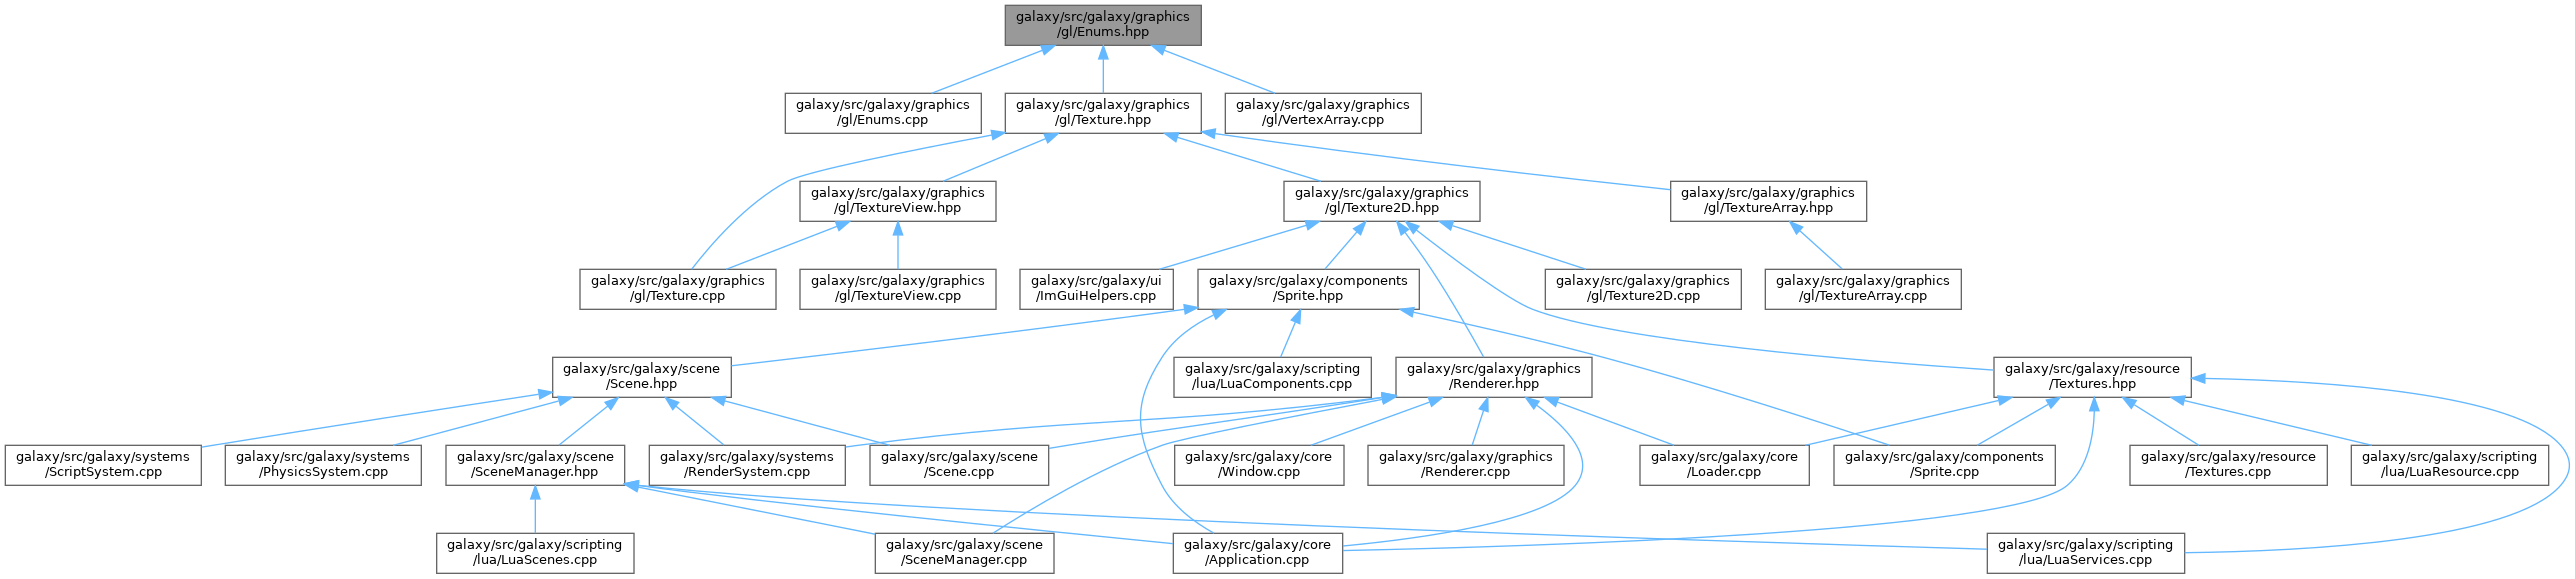 galaxy/src/galaxy/graphics
/gl/Enums.hpp
galaxy/src/galaxy/graphics
/gl/Enums.cpp
galaxy/src/galaxy/graphics
/gl/Texture.hpp
galaxy/src/galaxy/graphics
/gl/VertexArray.cpp
galaxy/src/galaxy/graphics
/gl/TextureView.hpp
galaxy/src/galaxy/graphics
/gl/Texture2D.hpp
galaxy/src/galaxy/graphics
/gl/TextureArray.hpp
galaxy/src/galaxy/graphics
/gl/Texture.cpp
galaxy/src/galaxy/graphics
/gl/TextureView.cpp
galaxy/src/galaxy/ui
/ImGuiHelpers.cpp
galaxy/src/galaxy/components
/Sprite.hpp
galaxy/src/galaxy/graphics
/gl/Texture2D.cpp
galaxy/src/galaxy/graphics
/gl/TextureArray.cpp
galaxy/src/galaxy/scene
/Scene.hpp
galaxy/src/galaxy/scripting
/lua/LuaComponents.cpp
galaxy/src/galaxy/graphics
/Renderer.hpp
galaxy/src/galaxy/resource
/Textures.hpp
galaxy/src/galaxy/systems
/ScriptSystem.cpp
galaxy/src/galaxy/systems
/PhysicsSystem.cpp
galaxy/src/galaxy/scene
/SceneManager.hpp
galaxy/src/galaxy/systems
/RenderSystem.cpp
galaxy/src/galaxy/scene
/Scene.cpp
galaxy/src/galaxy/core
/Window.cpp
galaxy/src/galaxy/graphics
/Renderer.cpp
galaxy/src/galaxy/core
/Loader.cpp
galaxy/src/galaxy/components
/Sprite.cpp
galaxy/src/galaxy/resource
/Textures.cpp
galaxy/src/galaxy/scripting
/lua/LuaResource.cpp
galaxy/src/galaxy/scripting
/lua/LuaScenes.cpp
galaxy/src/galaxy/scene
/SceneManager.cpp
galaxy/src/galaxy/core
/Application.cpp
galaxy/src/galaxy/scripting
/lua/LuaServices.cpp